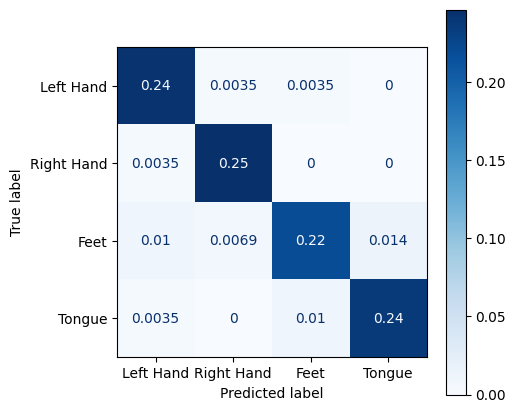 Left Hand 0.24 0.0035 0.0035 0
Right Hand 0.0035 0.25 0 0
Feet 0.01 0.0069 0.22 0.014
Tongue 0.0035 0 0.01 0.24
Left Hand Right Hand Feet Tongue
Predicted label
True label
0.20
0.15
0.10
0.05
0.00